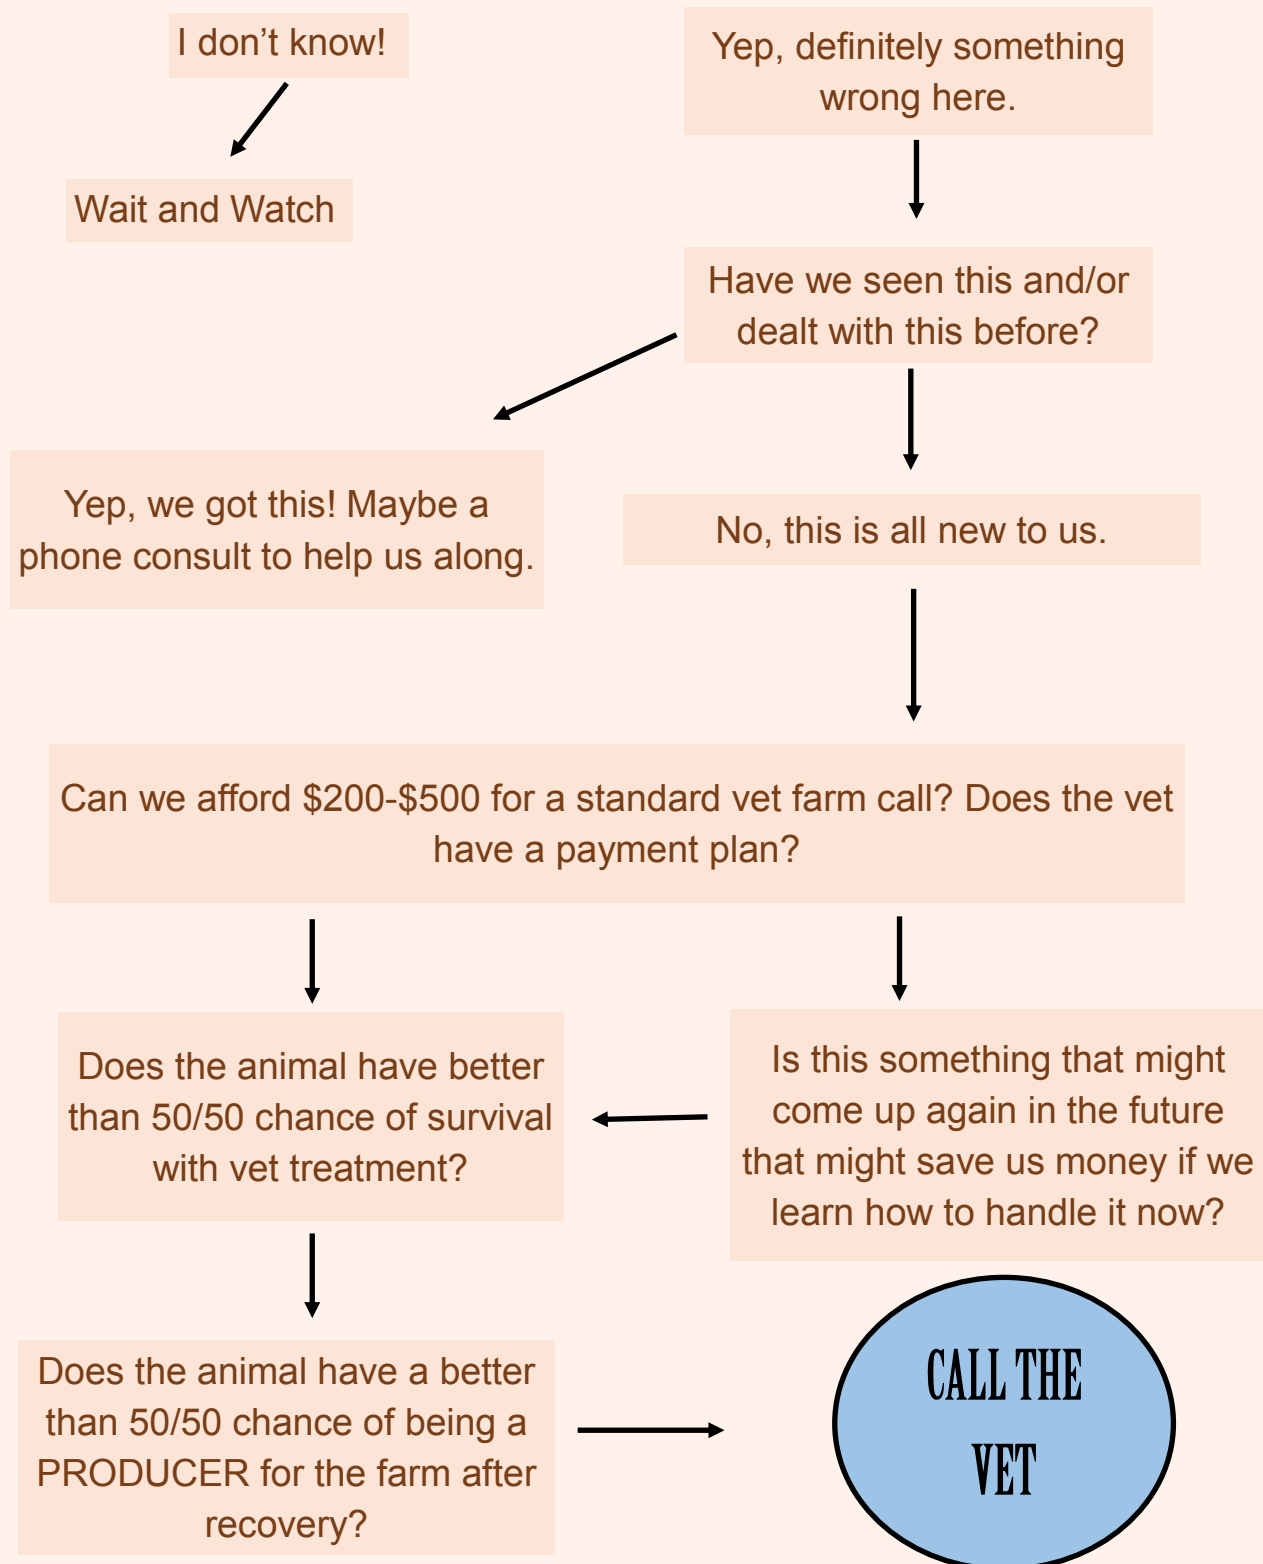 I don’t know!
Yep, definitely something
wrong here.
Wait and Watch
Have we seen this and/or
dealt with this before?
Yep, we got this! Maybe a
phone consult to help us along.
No, this is all new to us.
Can we afford $200-$500 for a standard vet farm call? Does the vet
have a payment plan?
Does the animal have better
than 50/50 chance of survival
with vet treatment?
Is this something that might
come up again in the future
that might save us money if we
learn how to handle it now?
Does the animal have a better
than 50/50 chance of being a
PRODUCER for the farm after
recovery?
CALL THE
VET